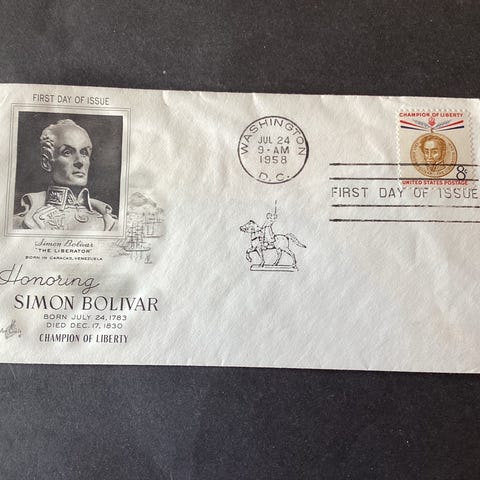 FIRST DAY OF ISSUE
Simon Bolivar
"THE LIBERATOR"
BORN IN CARACAS, VENEZUELA
Honoring
SIMON BOLIVAR
BORN JULY 24, 1783
DIED DEC. 17, 1830
CHAMPION OF LIBERTY
WASHINGTON
JUL 24
9-AM
1958
D.C.
CHAMPION OF LIBERTY
8¢
UNITED STATES POSTAGE
FIRST DAY OF ISSUE